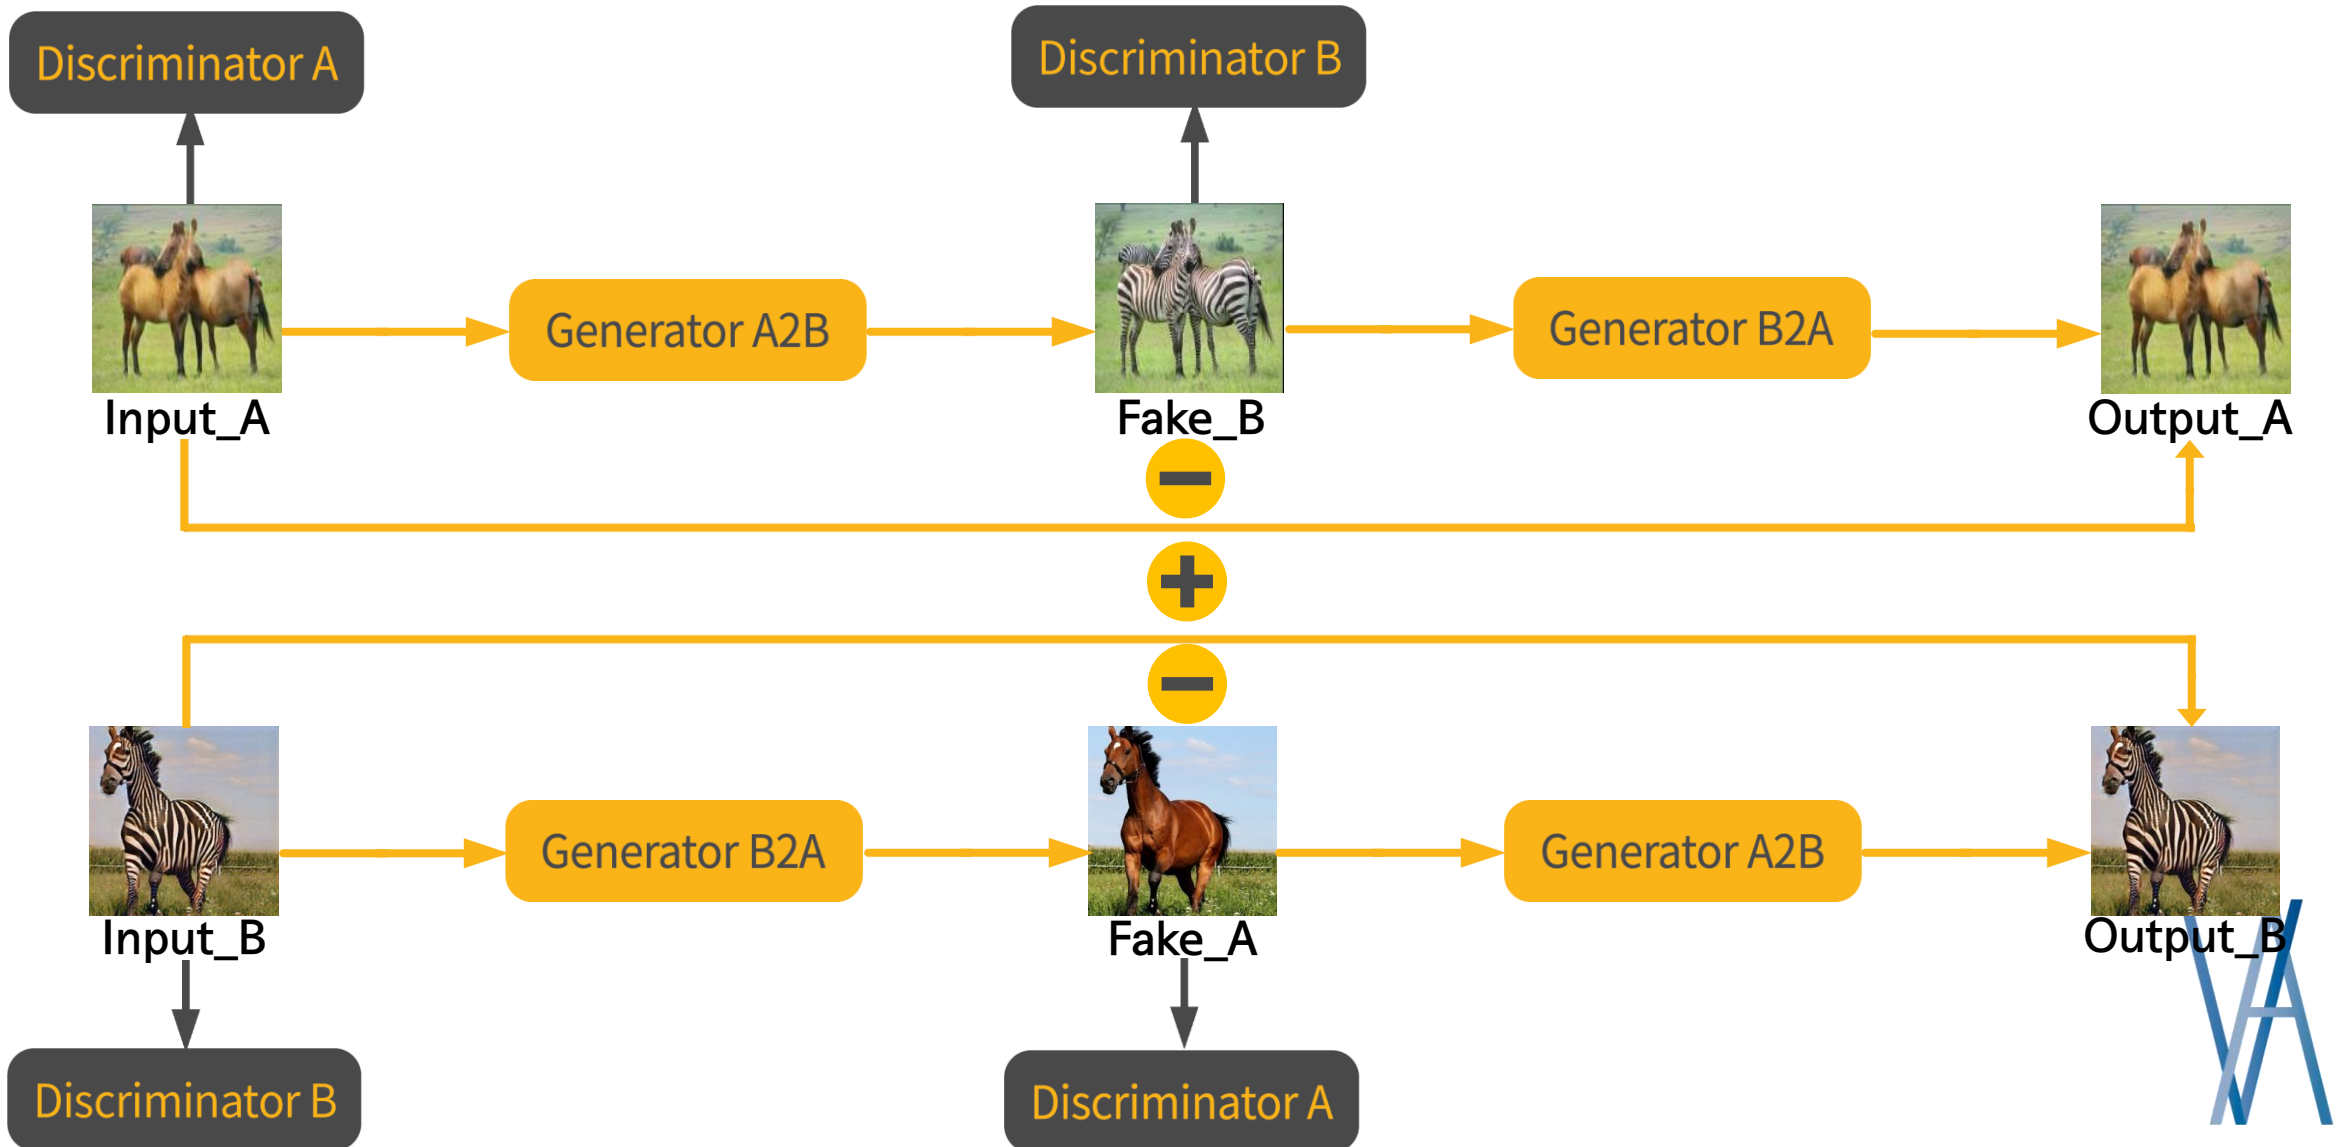 Discriminator A
Discriminator B
Generator A2B
Generator B2A
Input_A
Fake_B
Output_A
Generator B2A
Generator A2B
Input_B
Fake_A
Output_B
Discriminator B
Discriminator A